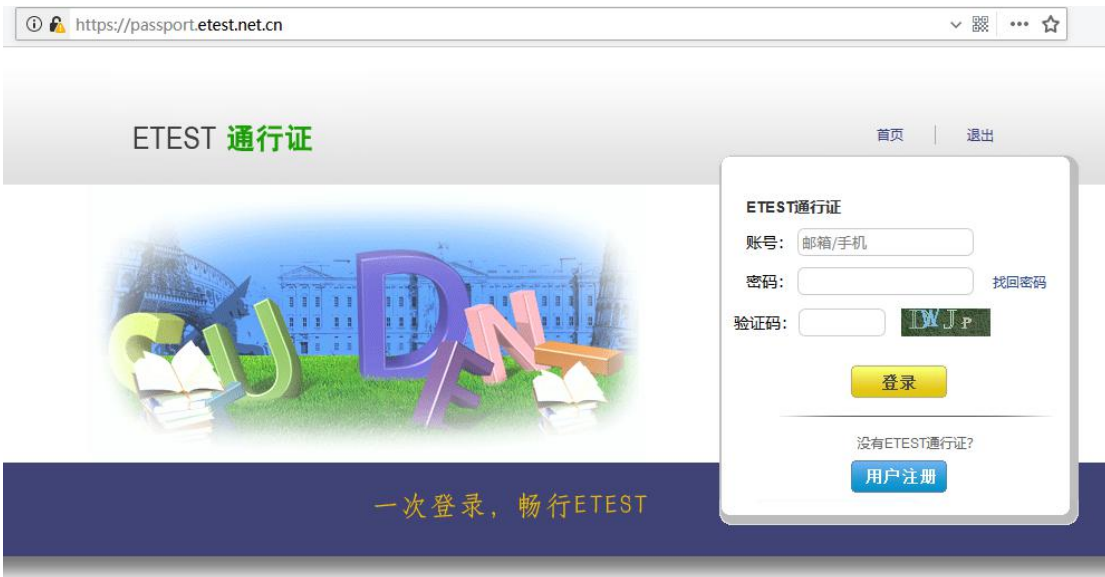 https://passport.etest.net.cn
ETEST 通行证
首页
退出
ETEST通行证
账号: 邮箱/手机
密码: 找回密码
验证码: IWJP
登录
没有ETEST通行证?
用户注册
STUDENT
一次登录, 畅行ETEST